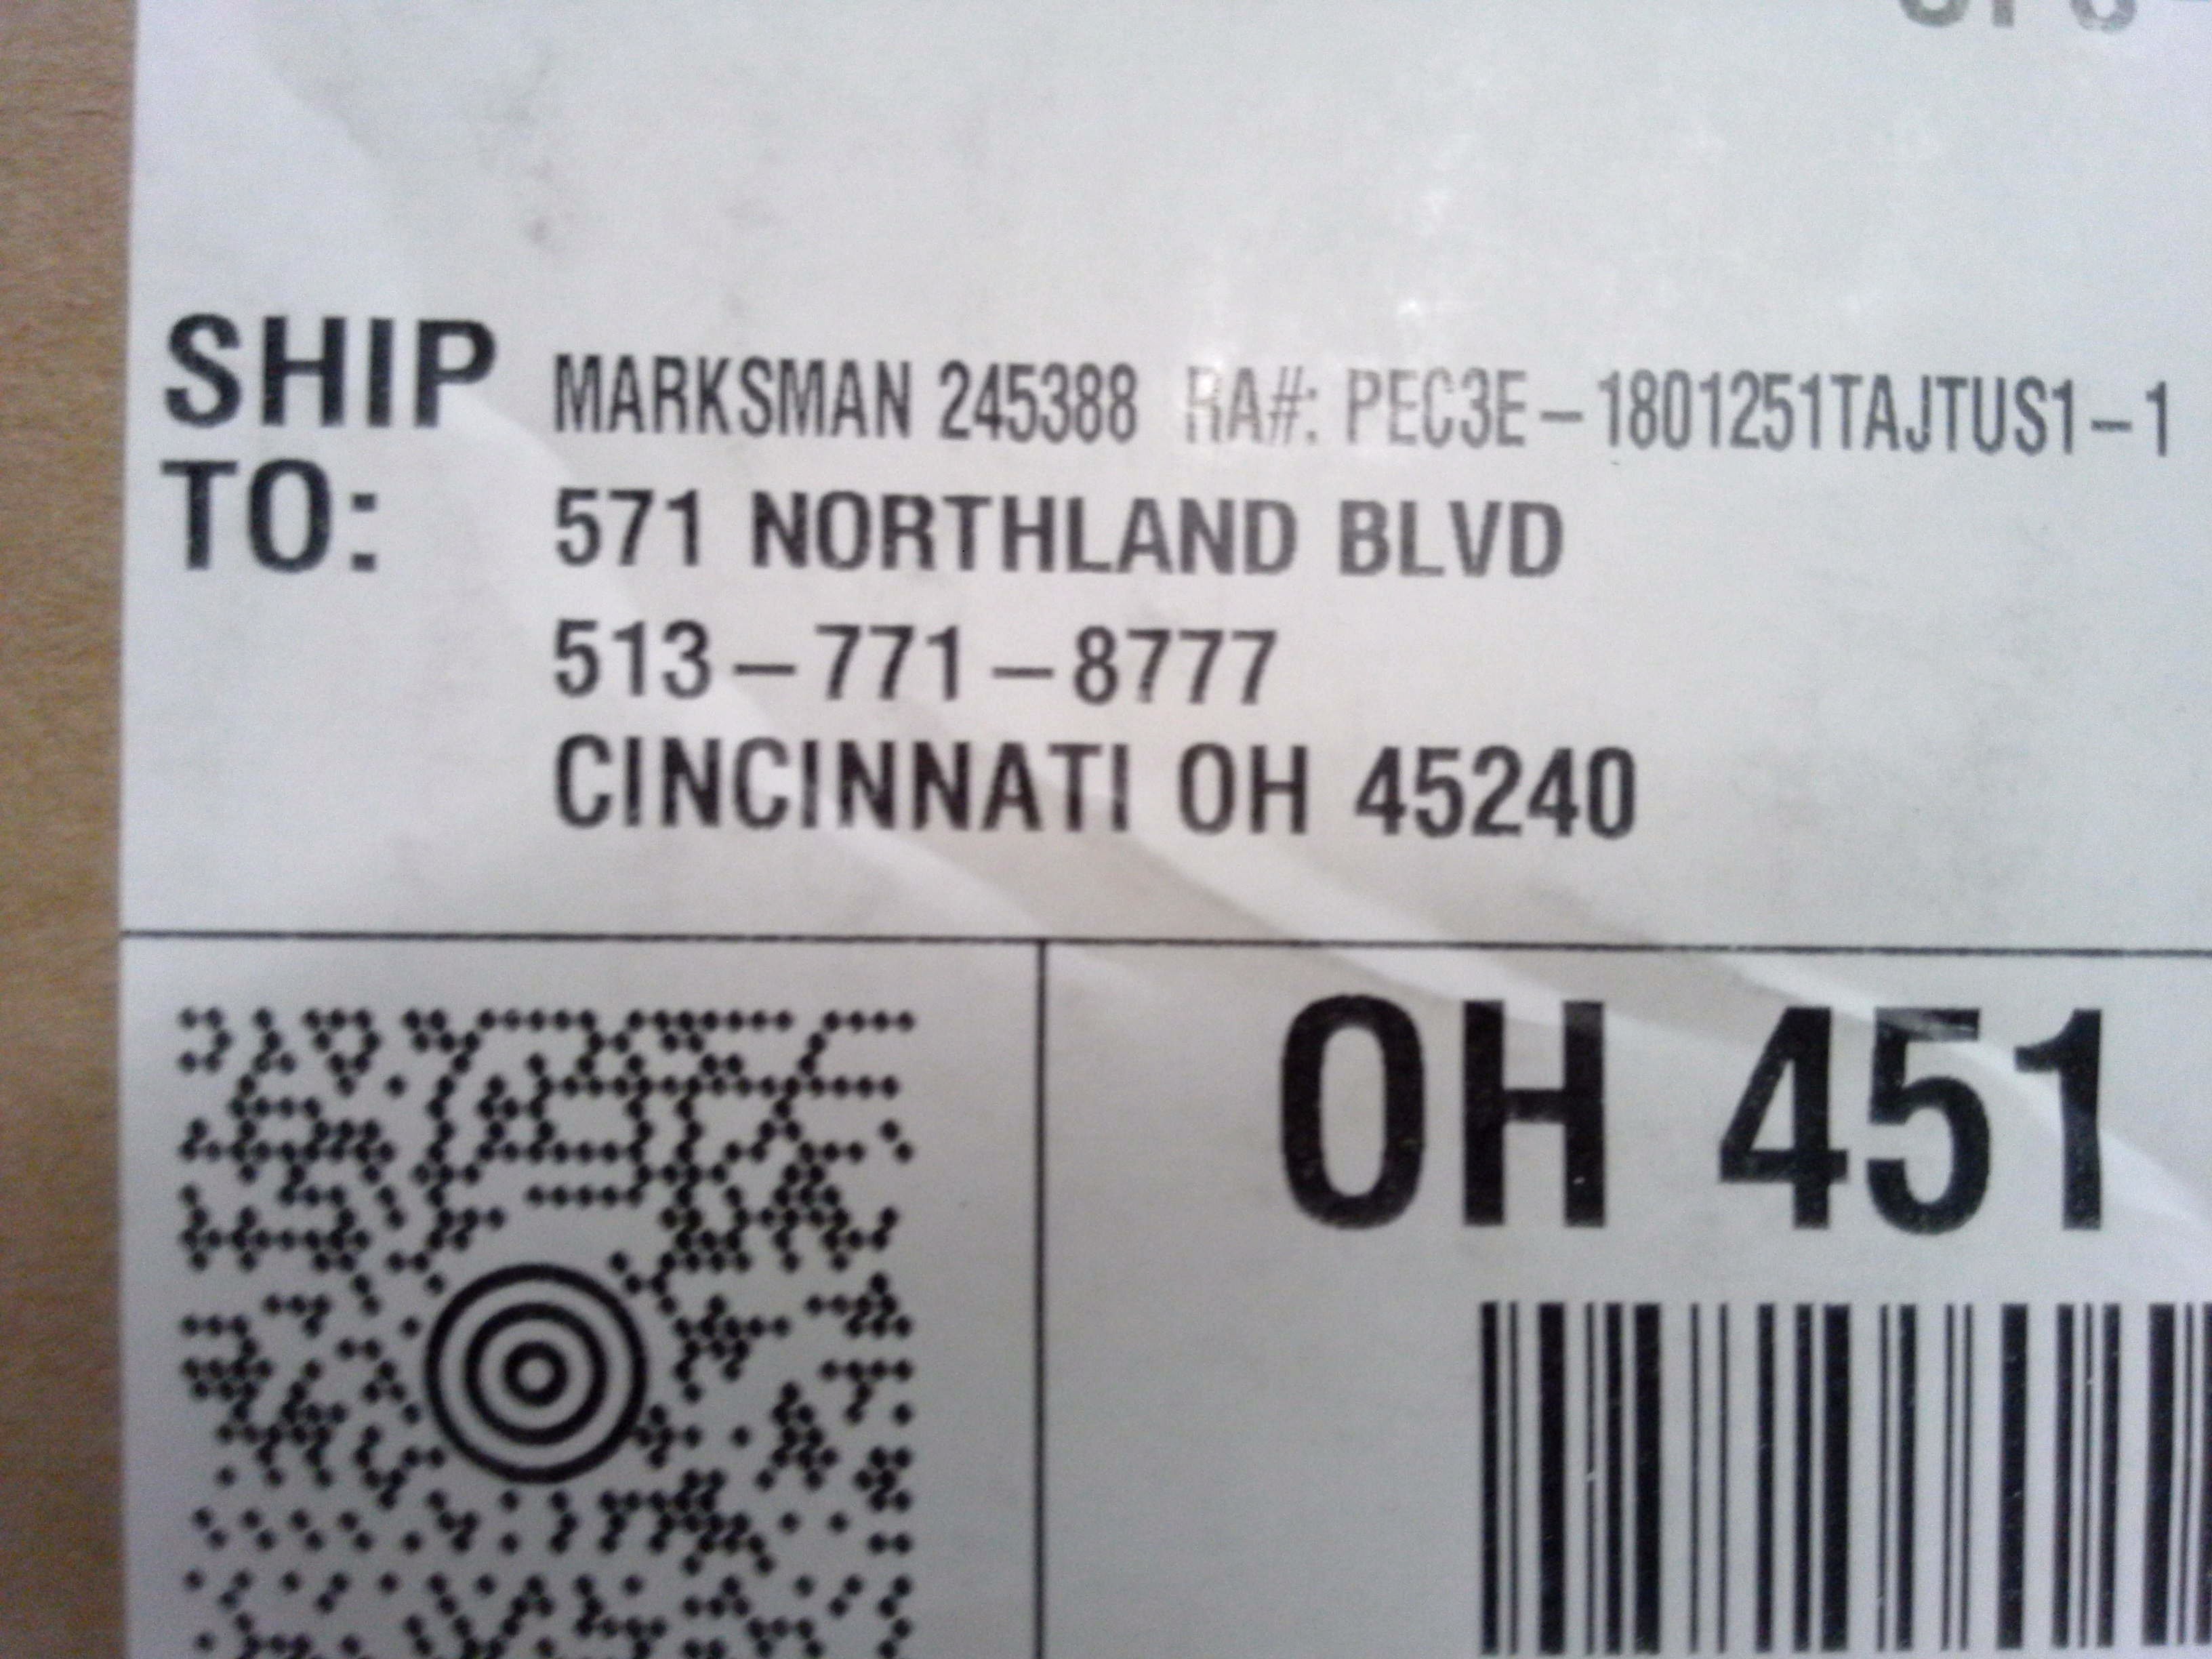 SHIP TO:
MARKSMAN 245388 RA#: PEC3E-1801251TAJTUS1-1
571 NORTHLAND BLVD
513-771-8777
CINCINNATI OH 45240
OH 451